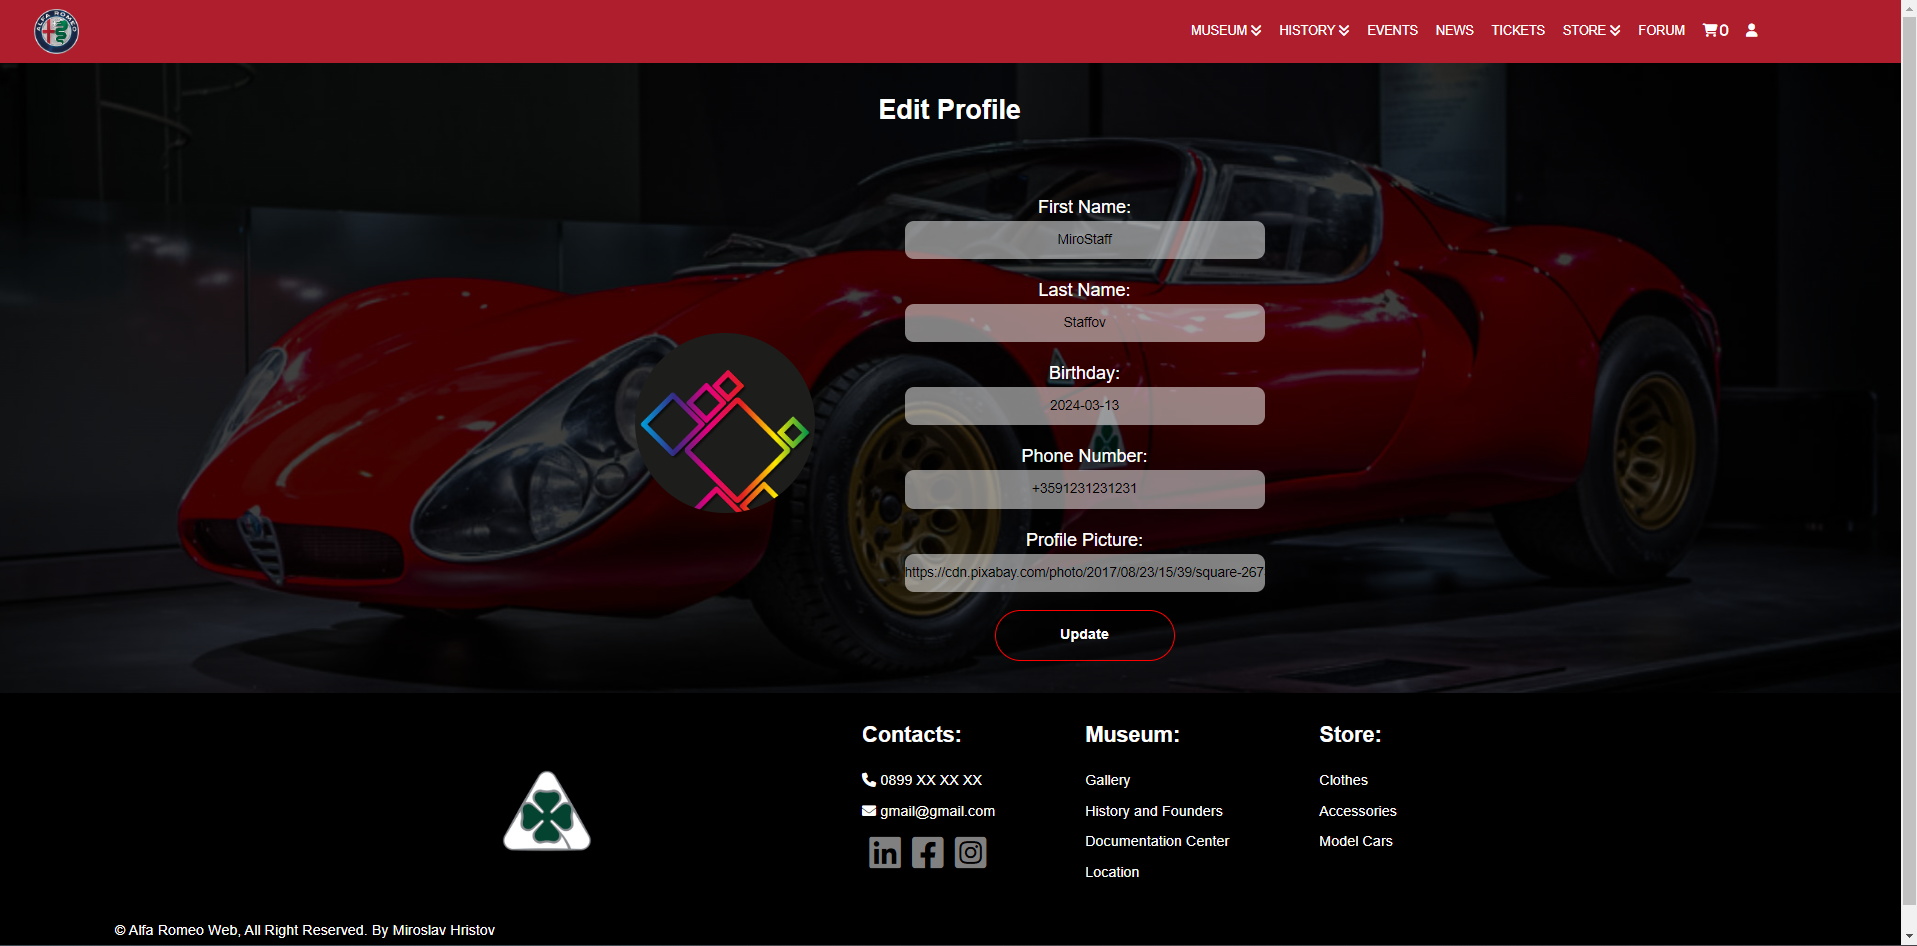 ALFA ROMEO
MUSEUM HISTORY EVENTS NEWS TICKETS STORE FORUM 0
Edit Profile
First Name:
MiroStaff
Last Name:
Staffov
Birthday:
2024-03-13
Phone Number:
+3591231231231
Profile Picture:
https://cdn.pixabay.com/photo/2017/08/23/15/39/square-267
Update
Contacts:
0899 XX XX XX
gmail@gmail.com
Museum:
Gallery
History and Founders
Documentation Center
Location
Store:
Clothes
Accessories
Model Cars
© Alfa Romeo Web, All Right Reserved. By Miroslav Hristov